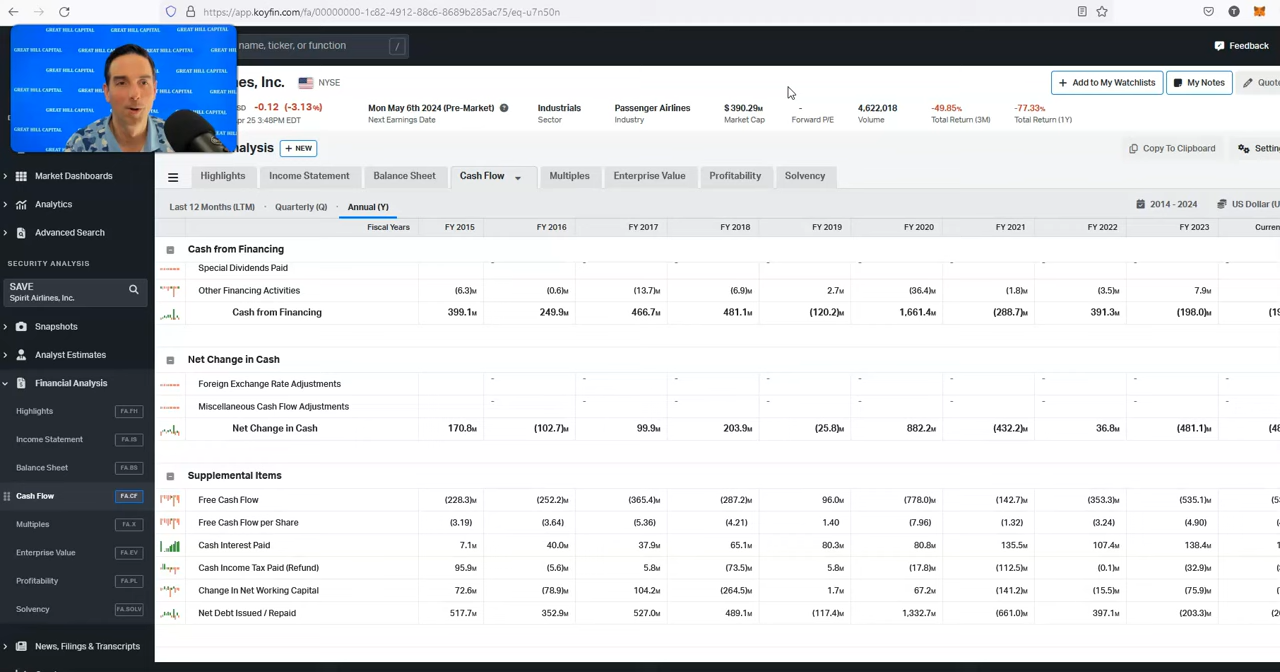 https://app.koyfin.com/fa/00000000-1c82-4912-88c6-8689b285ac75/eq-u7n50n
GREAT HILL CAPITAL
name, ticker, or function
/
Feedback
es, Inc.
NYSE
+ Add to My Watchlists
My Notes
Quote
-0.12 (-3.13%)
pr 25 3:48PM EDT
Mon May 6th 2024 (Pre-Market)
Next Earnings Date
Industrials
Sector
Passenger Airlines
Industry
$ 390.29M
Market Cap
-
Forward P/E
4,622,018
Volume
-49.85%
Total Return (3M)
-77.33%
Total Return (1Y)
nalysis
+ NEW
Copy To Clipboard
Setting
Highlights
Income Statement
Balance Sheet
Cash Flow
Multiples
Enterprise Value
Profitability
Solvency
Last 12 Months (LTM)
Quarterly (Q)
Annual (Y)
2014 - 2024
US Dollar (U
Fiscal Years FY 2015 FY 2016 FY 2017 FY 2018 FY 2019 FY 2020 FY 2021 FY 2022 FY 2023 Curren
Cash from Financing
Special Dividends Paid - - - - - - - -
Other Financing Activities (6.3)M (0.6)M (13.7)M (6.9)M 2.7M (36.4)M (1.8)M (3.5)M 7.9M
Cash from Financing 399.1M 249.9M 466.7M 481.1M (120.2)M 1,661.4M (288.7)M 391.3M (198.0)M (19
Net Change in Cash
Foreign Exchange Rate Adjustments - - - - - - - -
Miscellaneous Cash Flow Adjustments - - - - - - - -
Net Change in Cash 170.8M (102.7)M 99.9M 203.9M (25.8)M 882.2M (432.2)M 36.8M (481.1)M (48
Supplemental Items
Free Cash Flow (228.3)M (252.2)M (365.4)M (287.2)M 96.0M (778.0)M (142.7)M (353.3)M (535.1)M (53
Free Cash Flow per Share (3.19) (3.64) (5.36) (4.21) 1.40 (7.96) (1.32) (3.24) (4.90) (
Cash Interest Paid 7.1M 40.0M 37.9M 65.1M 80.3M 80.8M 135.5M 107.4M 138.4M 1
Cash Income Tax Paid (Refund) 95.9M (5.6)M 5.8M (73.5)M 5.8M (17.8)M (112.5)M (0.1)M (32.9)M (
Change In Net Working Capital 72.6M (78.9)M 104.2M (264.5)M 1.7M 67.2M (141.2)M (15.5)M (75.9)M (
Net Debt Issued / Repaid 517.7M 352.9M 527.0M 489.1M (117.4)M 1,332.7M (661.0)M 397.1M (203.3)M (20
Market Dashboards
Analytics
Advanced Search
SECURITY ANALYSIS
SAVE
Spirit Airlines, Inc.
Snapshots
Analyst Estimates
Financial Analysis
Highlights FA.FH
Income Statement FA.IS
Balance Sheet FA.BS
Cash Flow FA.CF
Multiples FA.X
Enterprise Value FA.EV
Profitability FA.PL
Solvency FA.SOLV
News, Filings & Transcripts